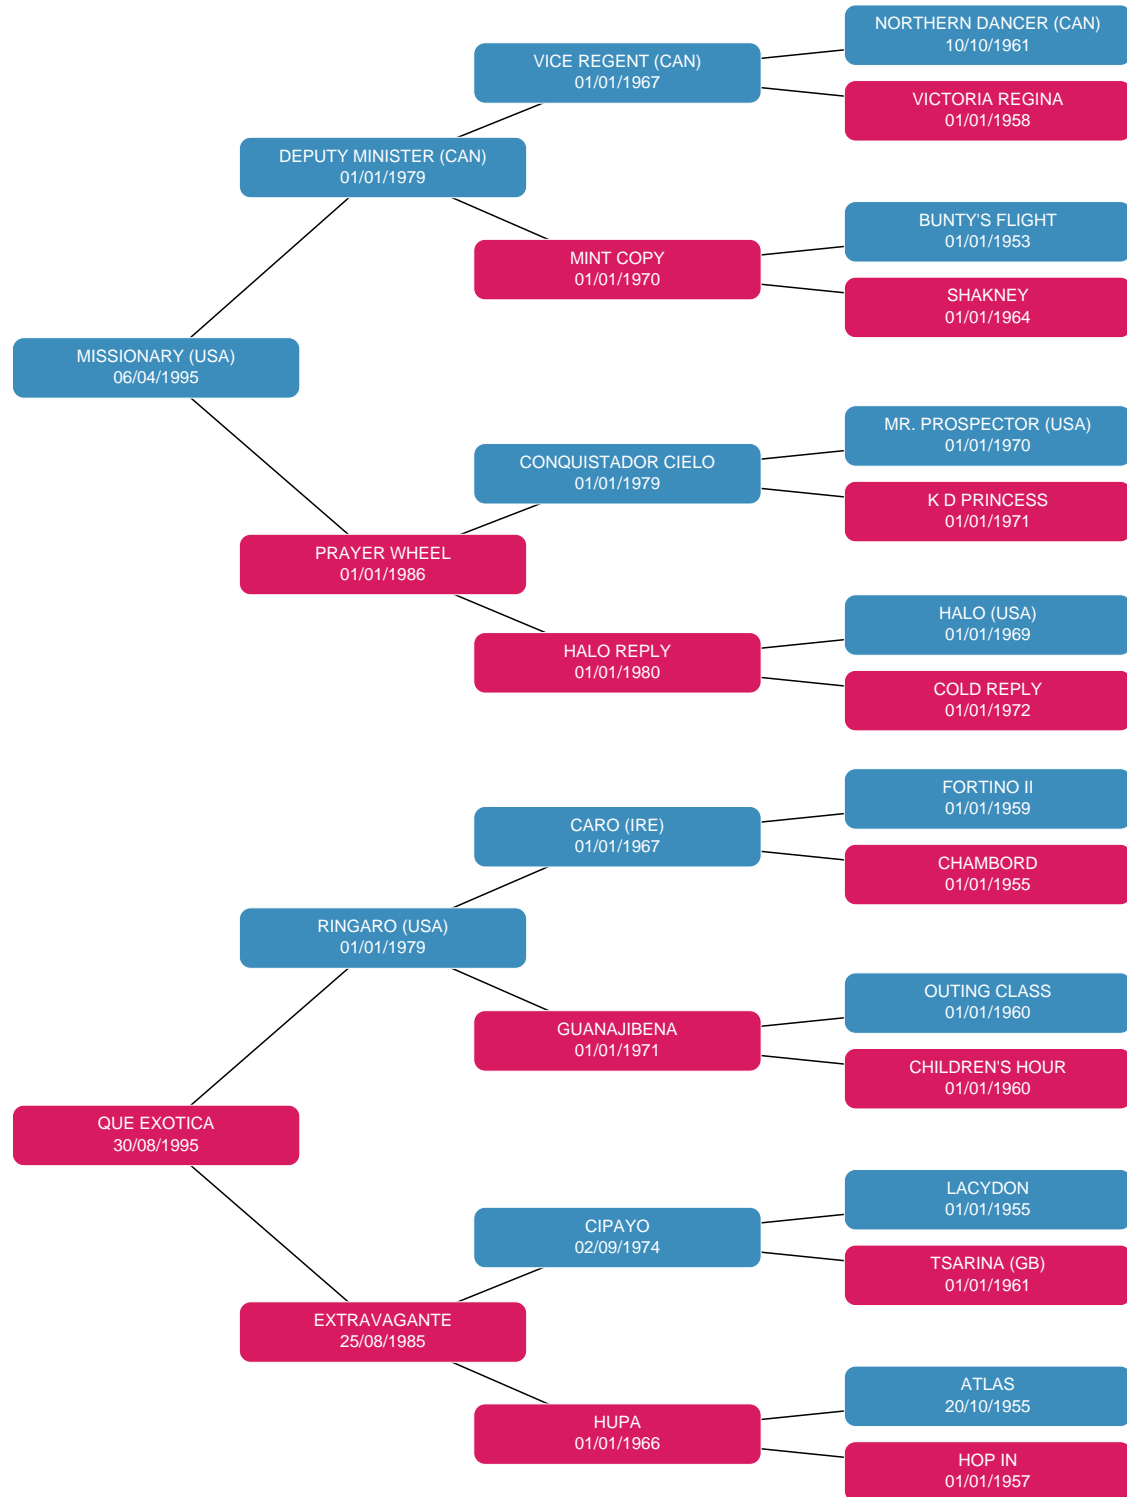 NORTHERN DANCER (CAN)
10/10/1961
VICE REGENT (CAN)
01/01/1967
VICTORIA REGINA
01/01/1958
DEPUTY MINISTER (CAN)
01/01/1979
BUNTY'S FLIGHT
01/01/1953
MINT COPY
01/01/1970
SHAKNEY
01/01/1964
MISSIONARY (USA)
06/04/1995
MR. PROSPECTOR (USA)
01/01/1970
CONQUISTADOR CIELO
01/01/1979
K D PRINCESS
01/01/1971
PRAYER WHEEL
01/01/1986
HALO (USA)
01/01/1969
HALO REPLY
01/01/1980
COLD REPLY
01/01/1972
FORTINO II
01/01/1959
CARO (IRE)
01/01/1967
CHAMBORD
01/01/1955
RINGARO (USA)
01/01/1979
OUTING CLASS
01/01/1960
GUANAJIBENA
01/01/1971
CHILDREN'S HOUR
01/01/1960
QUE EXOTICA
30/08/1995
LACYDON
01/01/1955
CIPAYO
02/09/1974
TSARINA (GB)
01/01/1961
EXTRAVAGANTE
25/08/1985
ATLAS
20/10/1955
HUPA
01/01/1966
HOP IN
01/01/1957